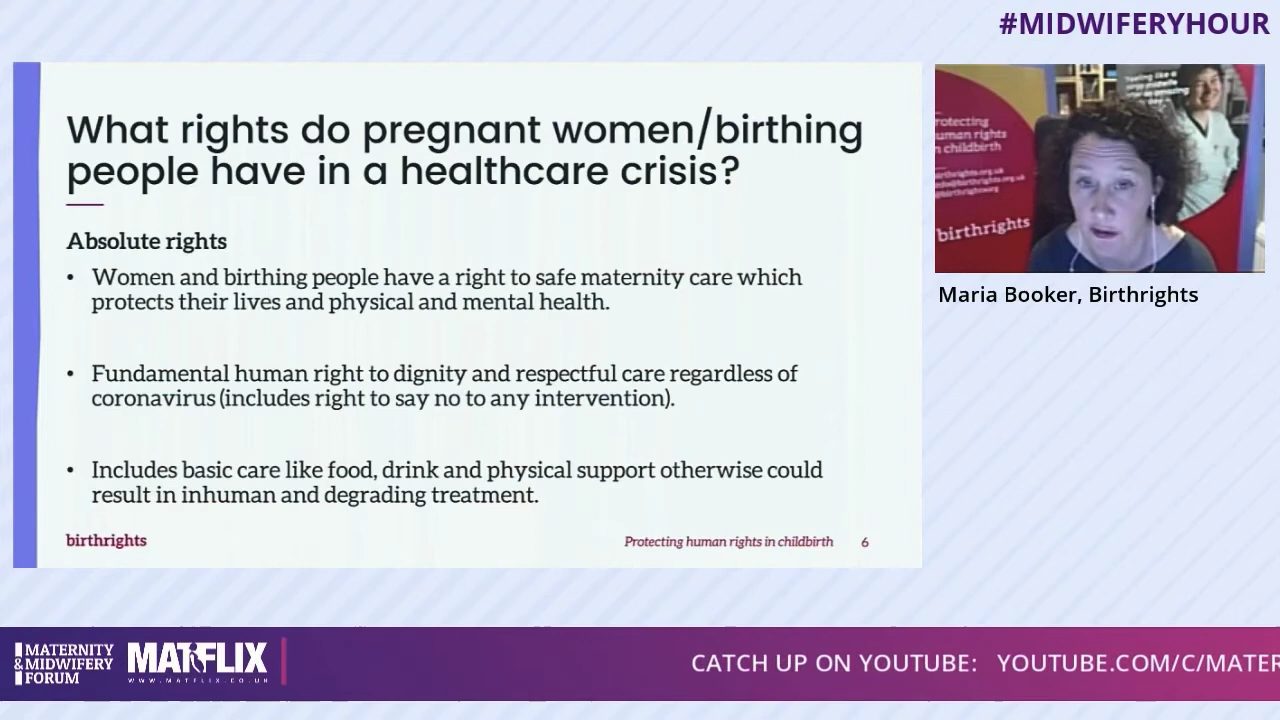 #MIDWIFERYHOUR
What rights do pregnant women/birthing
people have in a healthcare crisis?
Absolute rights
• Women and birthing people have a right to safe maternity care which
protects their lives and physical and mental health.
• Fundamental human right to dignity and respectful care regardless of
coronavirus (includes right to say no to any intervention).
• Includes basic care like food, drink and physical support otherwise could
result in inhuman and degrading treatment.
birthrights
Protecting human rights in childbirth 6
human rights
in childbirth
birthrights
Maria Booker, Birthrights
MATERNITY
&MIDWIFERY
FORUM
MATFLIX
WWW.MATFLIX.CO.UK
CATCH UP ON YOUTUBE: YOUTUBE.COM/C/MATER